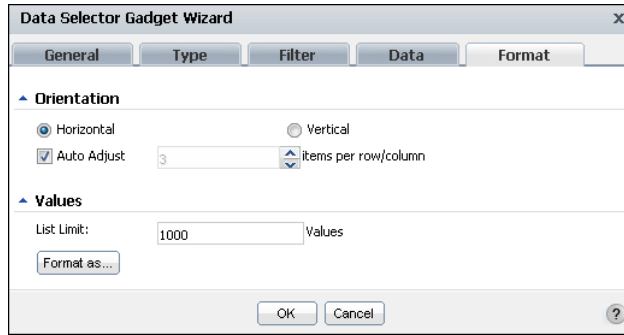 Data Selector Gadget Wizard x
General Type Filter Data Format
Orientation
Horizontal Vertical
Auto Adjust 3 items per row/column
Values
List Limit: 1000 Values
Format as...
OK Cancel ?